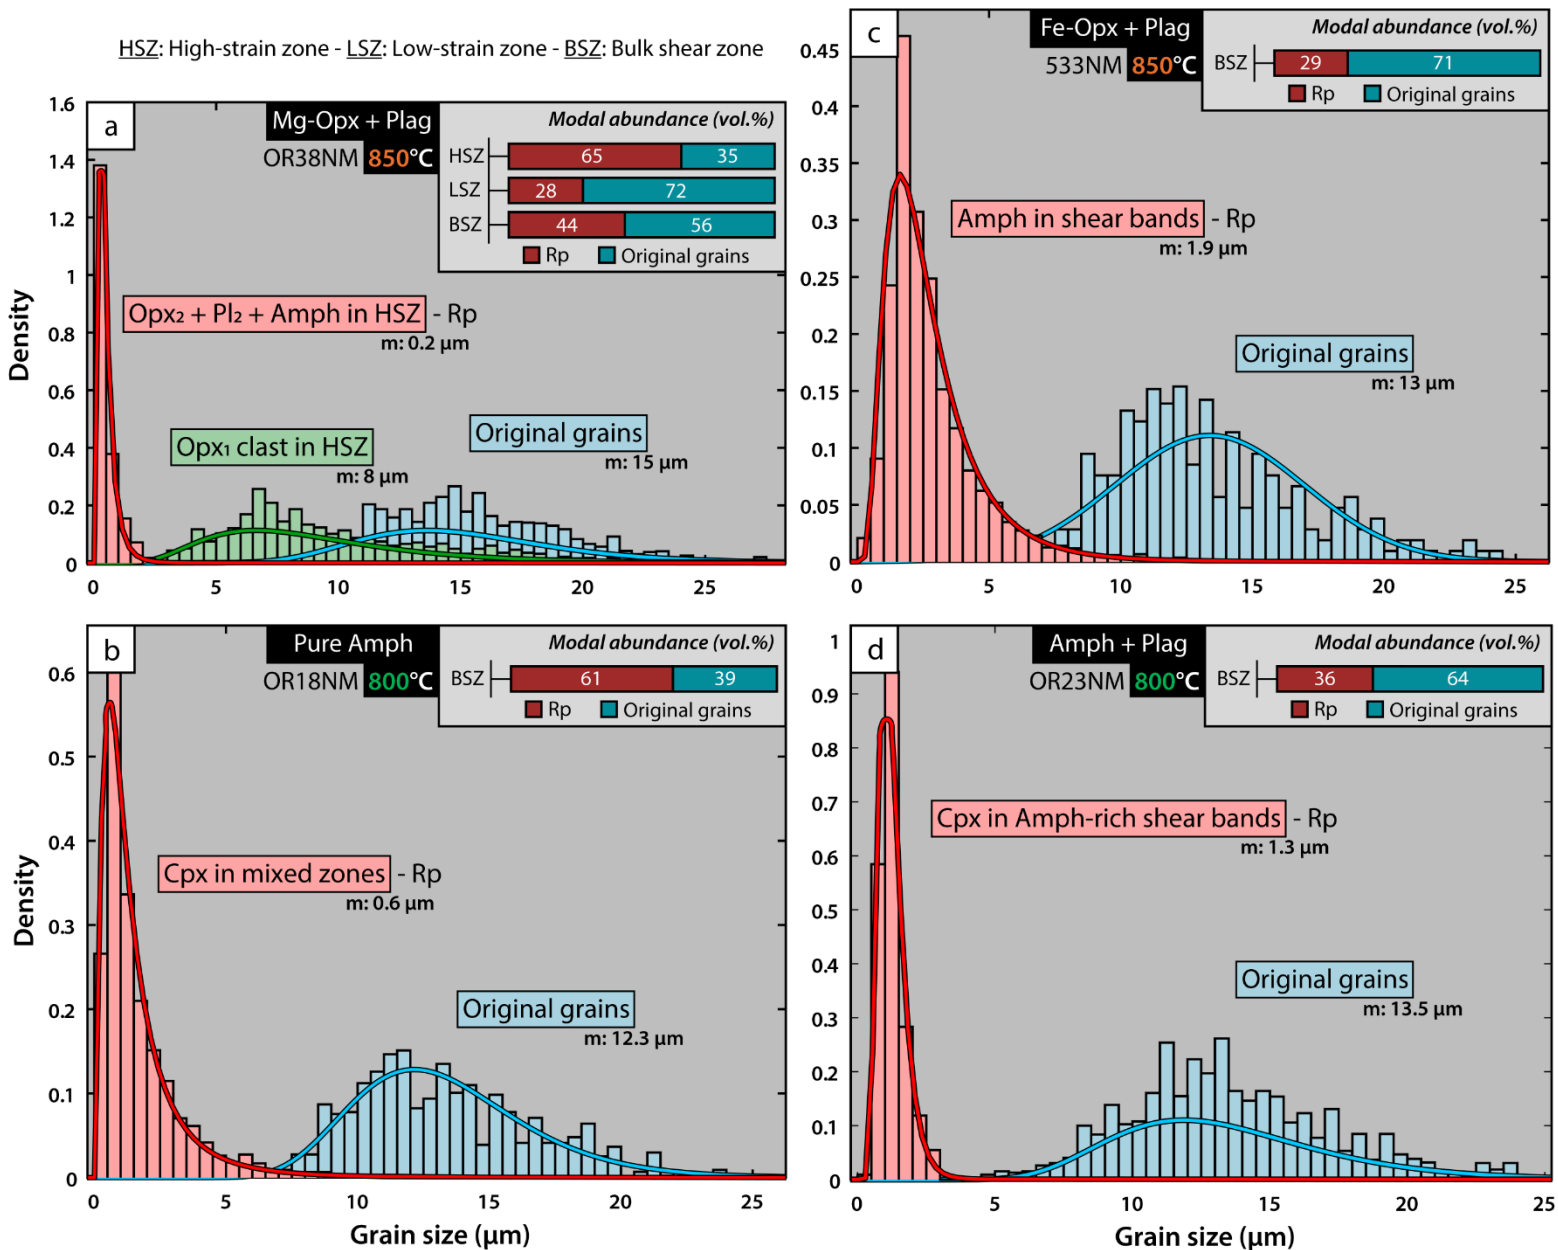 HSZ: High-strain zone - LSZ: Low-strain zone - BSZ: Bulk shear zone
a
Mg-Opx + Plag
OR38NM 850°C
Modal abundance (vol.%)
HSZ 65 35
LSZ 28 72
BSZ 44 56
Rp Original grains
Opx₂ + Pl₂ + Amph in HSZ - Rp
m: 0.2 µm
Opx₁ clast in HSZ
m: 8 µm
Original grains
m: 15 µm
Density
1.6
1.4
1.2
1
0.8
0.6
0.4
0.2
0
0 5 10 15 20 25
c
Fe-Opx + Plag
533NM 850°C
Modal abundance (vol.%)
BSZ 29 71
Rp Original grains
Amph in shear bands - Rp
m: 1.9 µm
Original grains
m: 13 µm
0.45
0.4
0.35
0.3
0.25
0.2
0.15
0.1
0.05
0
0 5 10 15 20 25
b
Pure Amph
OR18NM 800°C
Modal abundance (vol.%)
BSZ 61 39
Rp Original grains
Cpx in mixed zones - Rp
m: 0.6 µm
Original grains
m: 12.3 µm
Density
0.6
0.5
0.4
0.3
0.2
0.1
0
0 5 10 15 20 25
Grain size (µm)
d
Amph + Plag
OR23NM 800°C
Modal abundance (vol.%)
BSZ 36 64
Rp Original grains
Cpx in Amph-rich shear bands - Rp
m: 1.3 µm
Original grains
m: 13.5 µm
1
0.9
0.8
0.7
0.6
0.5
0.4
0.3
0.2
0.1
0
0 5 10 15 20 25
Grain size (µm)